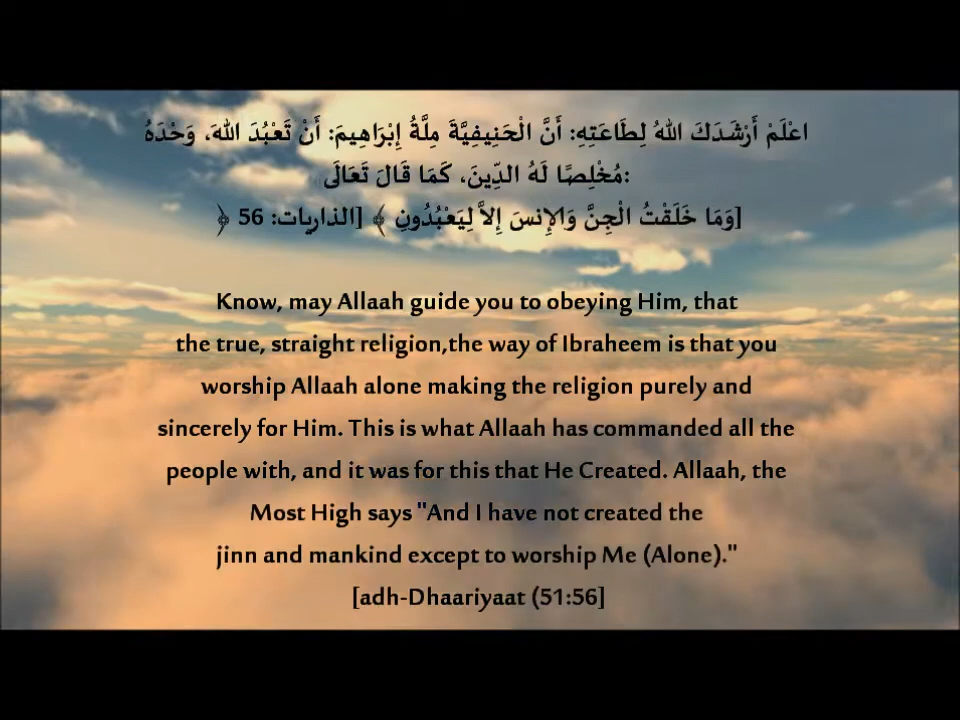 اعْلَمْ أَرْشَدَكَ اللهُ لِطَاعَتِهِ: أَنَّ الْحَنِيفِيَّةَ مِلَّةُ إِبْرَاهِيمَ: أَنْ تَعْبُدَ اللهَ، وَحْدَهُ
مُخْلِصًا لَهُ الدِّينَ، كَمَا قَالَ تَعَالَى:
[وَمَا خَلَقْتُ الْجِنَّ وَالإِنسَ إِلاَّ لِيَعْبُدُونِ ﴾ [الذاريات: 56 ﴿
Know, may Allaah guide you to obeying Him, that
the true, straight religion,the way of Ibraheem is that you
worship Allaah alone making the religion purely and
sincerely for Him. This is what Allaah has commanded all the
people with, and it was for this that He Created. Allaah, the
Most High says "And I have not created the
jinn and mankind except to worship Me (Alone)."
[adh-Dhaariyaat (51:56]